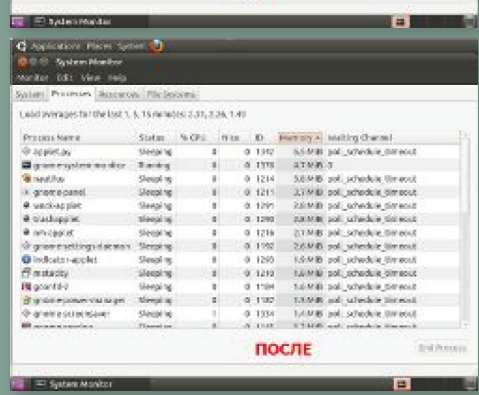 System Monitor
Applications Places System
System Monitor
Monitor Edit View Help
System Processes Resources File Systems
Load averages for the last 1, 5, 15 minutes: 2.31, 2.26, 1.49
Process Name Status % CPU Nice ID Memory Waiting Channel
applet.py Sleeping 0 0 1342 poll_schedule_timeout
gnome-system-monitor Running 0 0 1378 4.7 MiB 0
nautilus Sleeping 0 0 1214 3.8 MiB poll_schedule_timeout
gnome-panel Sleeping 0 0 1211 3.7 MiB poll_schedule_timeout
wnck-applet Sleeping 0 0 1291 2.8 MiB poll_schedule_timeout
trashapplet Sleeping 0 0 1290 2.8 MiB poll_schedule_timeout
nm-applet Sleeping 0 0 1216 2.7 MiB poll_schedule_timeout
gnome-settings-daemon Sleeping 0 0 1192 2.6 MiB poll_schedule_timeout
indicator-applet Sleeping 0 0 1293 1.9 MiB poll_schedule_timeout
metacity Sleeping 0 0 1210 1.8 MiB poll_schedule_timeout
gconfd-2 Sleeping 0 0 1184 1.6 MiB poll_schedule_timeout
gnome-power-manager Sleeping 0 0 1187 poll_schedule_timeout
gnome-screensaver Sleeping 1 0 1334 1.4 MiB poll_schedule_timeout
ПОСЛЕ
End Process
System Monitor